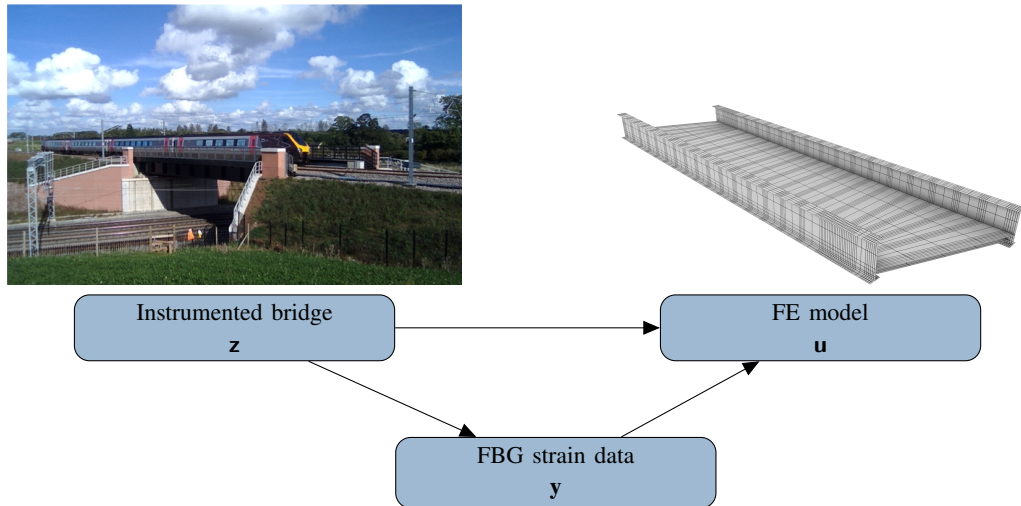 Instrumented bridge
z
FE model
u
FBG strain data
y